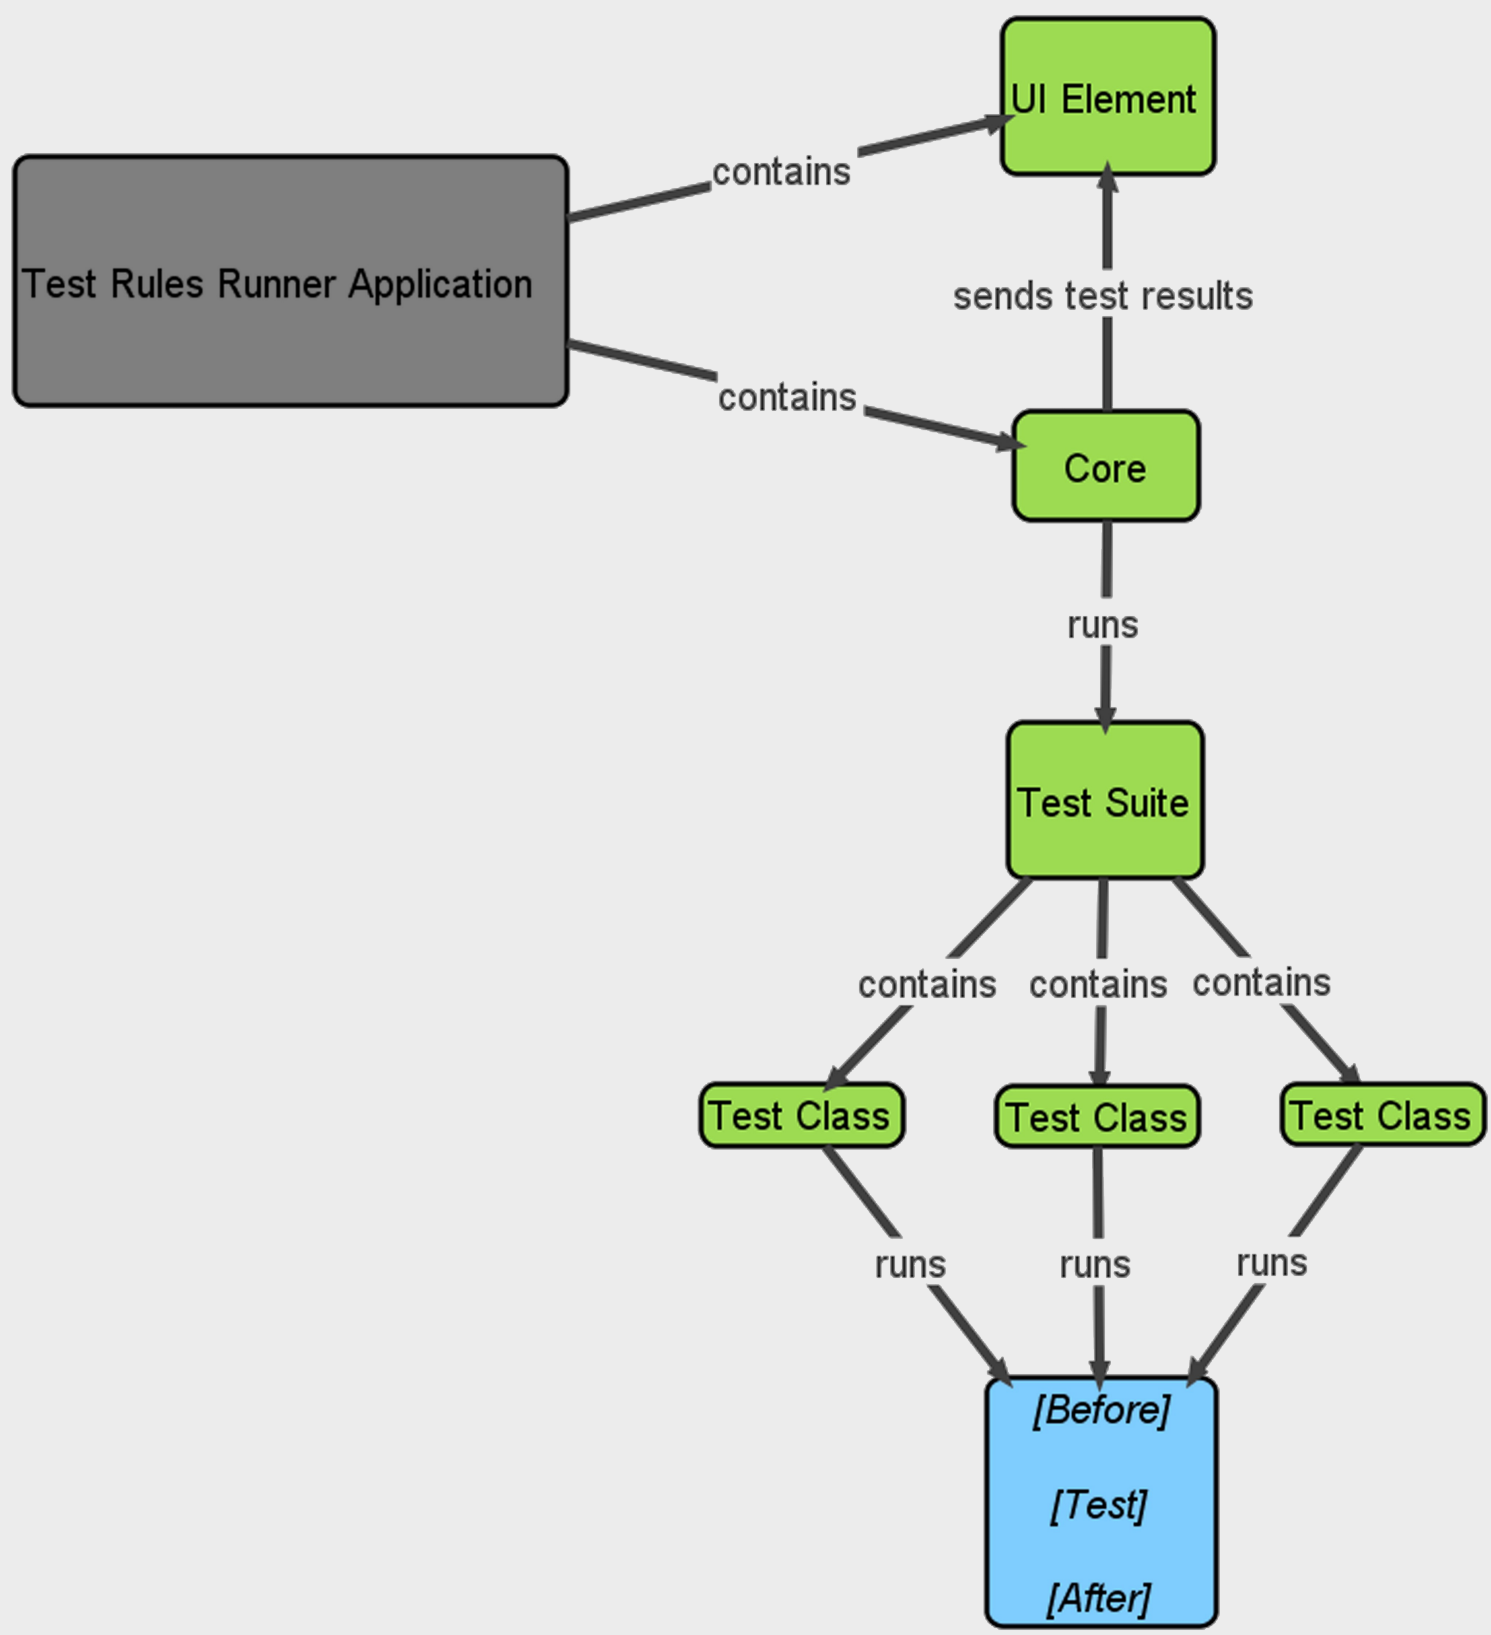 UI Element
contains
Test Rules Runner Application
sends test results
contains
Core
runs
Test Suite
contains
contains
contains
Test Class
Test Class
Test Class
runs
runs
runs
[Before]
[Test]
[After]